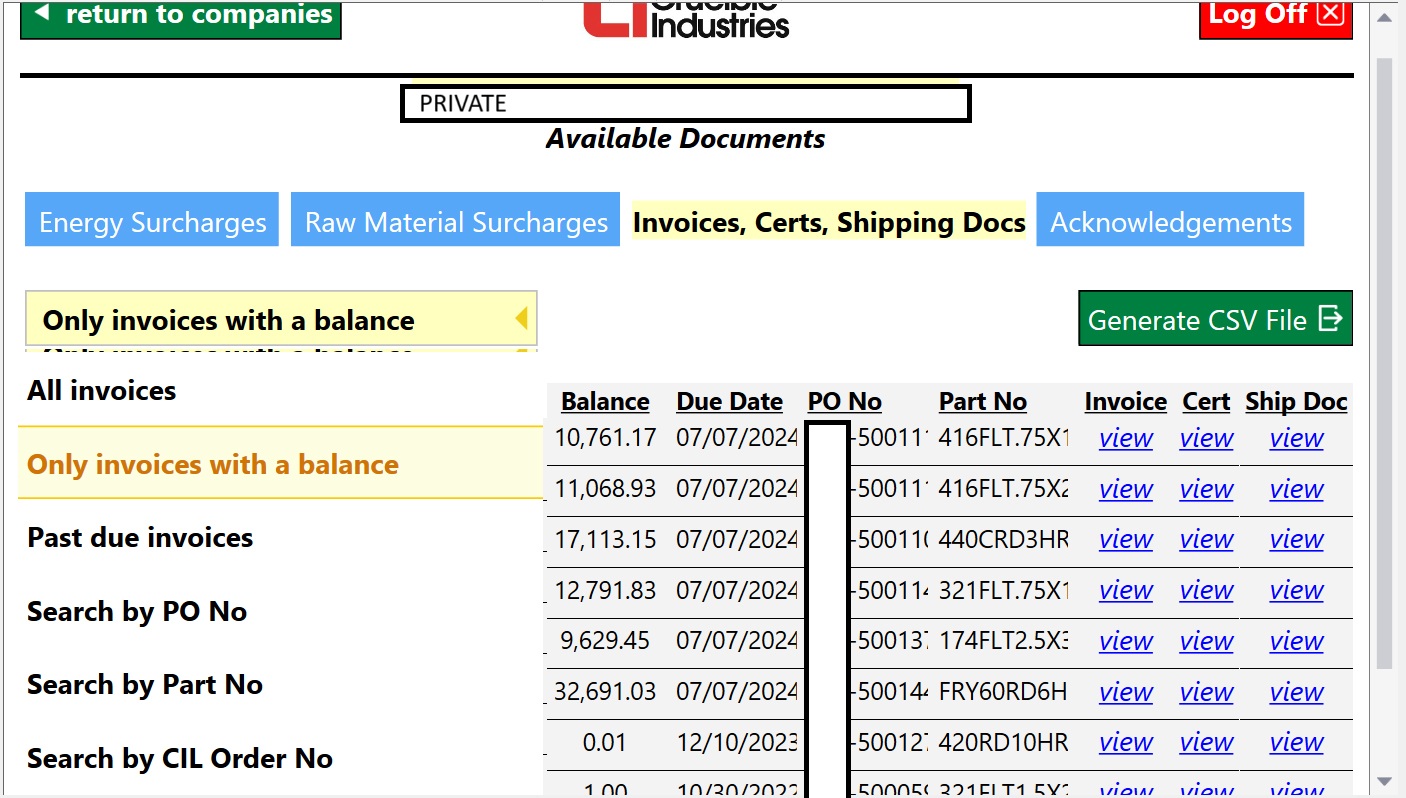 return to companies
Crucible
Industries
Log Off
PRIVATE
Available Documents
Energy Surcharges Raw Material Surcharges Invoices, Certs, Shipping Docs Acknowledgements
Only invoices with a balance
Generate CSV File
Only invoices with a balance
All invoices
Only invoices with a balance
Past due invoices
Search by PO No
Search by Part No
Search by CIL Order No
Balance Due Date PO No Part No Invoice Cert Ship Doc
10,761.17 07/07/2024 -50011 416FLT.75X1 view view view
11,068.93 07/07/2024 -50011 416FLT.75X2 view view view
17,113.15 07/07/2024 -50011 440CRD3HR view view view
12,791.83 07/07/2024 -50011 321FLT.75X1 view view view
9,629.45 07/07/2024 -50013 174FLT2.5X3 view view view
32,691.03 07/07/2024 -50014 FRY60RD6H view view view
0.01 12/10/2023 -50012 420RD10HR view view view
1.00 10/30/2022 -50005 321FLT1.5X2 view view view